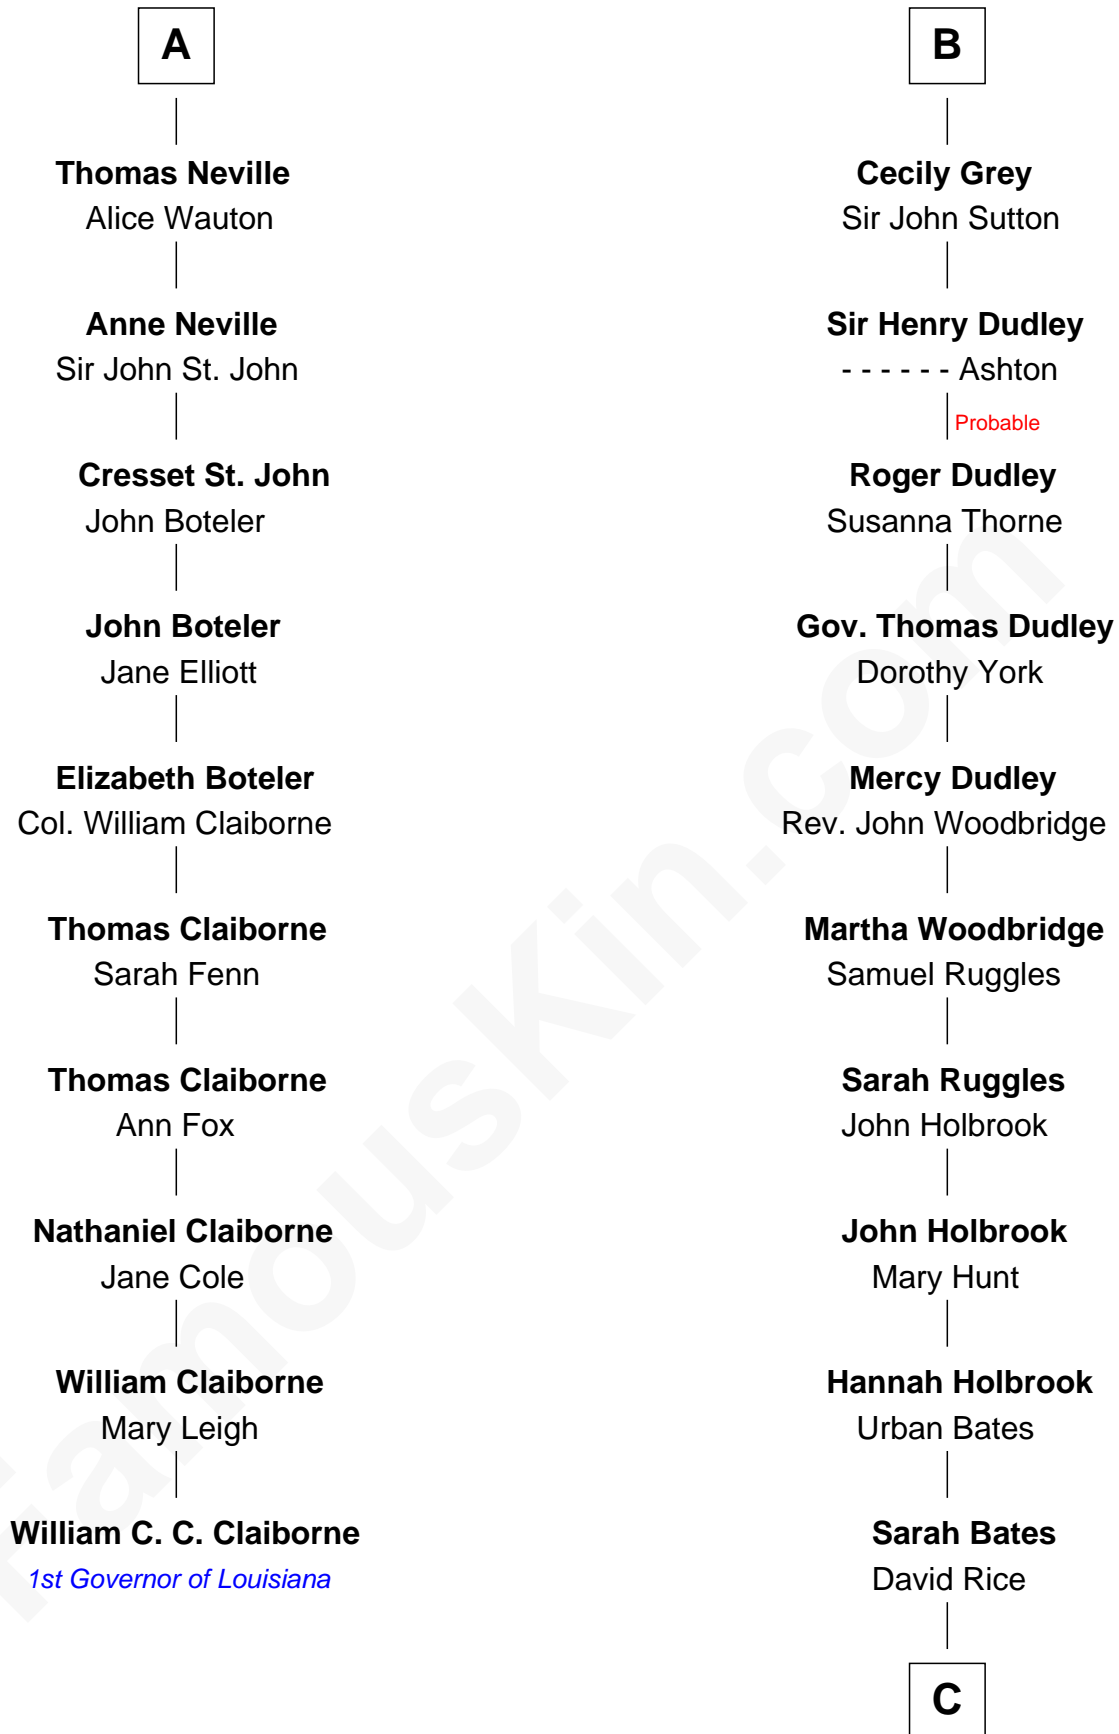 A
Thomas Neville
Alice Wauton
Anne Neville
Sir John St. John
Cresset St. John
John Boteler
John Boteler
Jane Elliott
Elizabeth Boteler
Col. William Claiborne
Thomas Claiborne
Sarah Fenn
Thomas Claiborne
Ann Fox
Nathaniel Claiborne
Jane Cole
William Claiborne
Mary Leigh
William C. C. Claiborne
1st Governor of Louisiana
B
Cecily Grey
Sir John Sutton
Sir Henry Dudley
- - - - - - Ashton
Probable
Roger Dudley
Susanna Thorne
Gov. Thomas Dudley
Dorothy York
Mercy Dudley
Rev. John Woodbridge
Martha Woodbridge
Samuel Ruggles
Sarah Ruggles
John Holbrook
John Holbrook
Mary Hunt
Hannah Holbrook
Urban Bates
Sarah Bates
David Rice
C
FamousKin.com